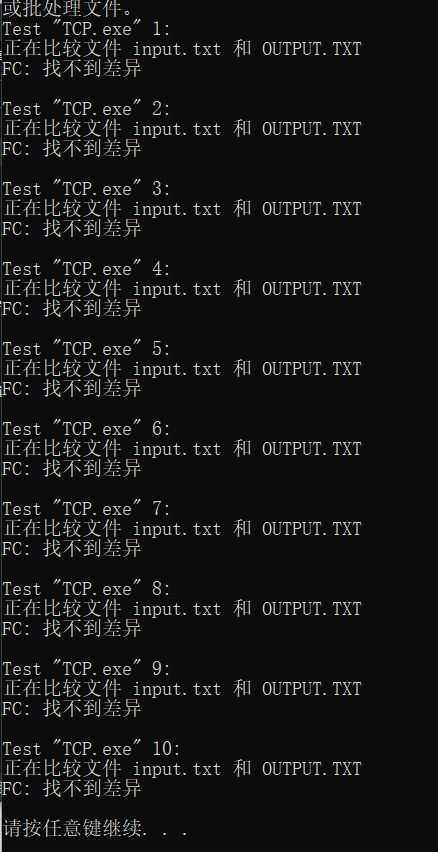 或批处理文件。
Test "TCP.exe" 1:
正在比较文件 input.txt 和 OUTPUT.TXT
FC: 找不到差异
Test "TCP.exe" 2:
正在比较文件 input.txt 和 OUTPUT.TXT
FC: 找不到差异
Test "TCP.exe" 3:
正在比较文件 input.txt 和 OUTPUT.TXT
FC: 找不到差异
Test "TCP.exe" 4:
正在比较文件 input.txt 和 OUTPUT.TXT
FC: 找不到差异
Test "TCP.exe" 5:
正在比较文件 input.txt 和 OUTPUT.TXT
FC: 找不到差异
Test "TCP.exe" 6:
正在比较文件 input.txt 和 OUTPUT.TXT
FC: 找不到差异
Test "TCP.exe" 7:
正在比较文件 input.txt 和 OUTPUT.TXT
FC: 找不到差异
Test "TCP.exe" 8:
正在比较文件 input.txt 和 OUTPUT.TXT
FC: 找不到差异
Test "TCP.exe" 9:
正在比较文件 input.txt 和 OUTPUT.TXT
FC: 找不到差异
Test "TCP.exe" 10:
正在比较文件 input.txt 和 OUTPUT.TXT
FC: 找不到差异
请按任意键继续. . .